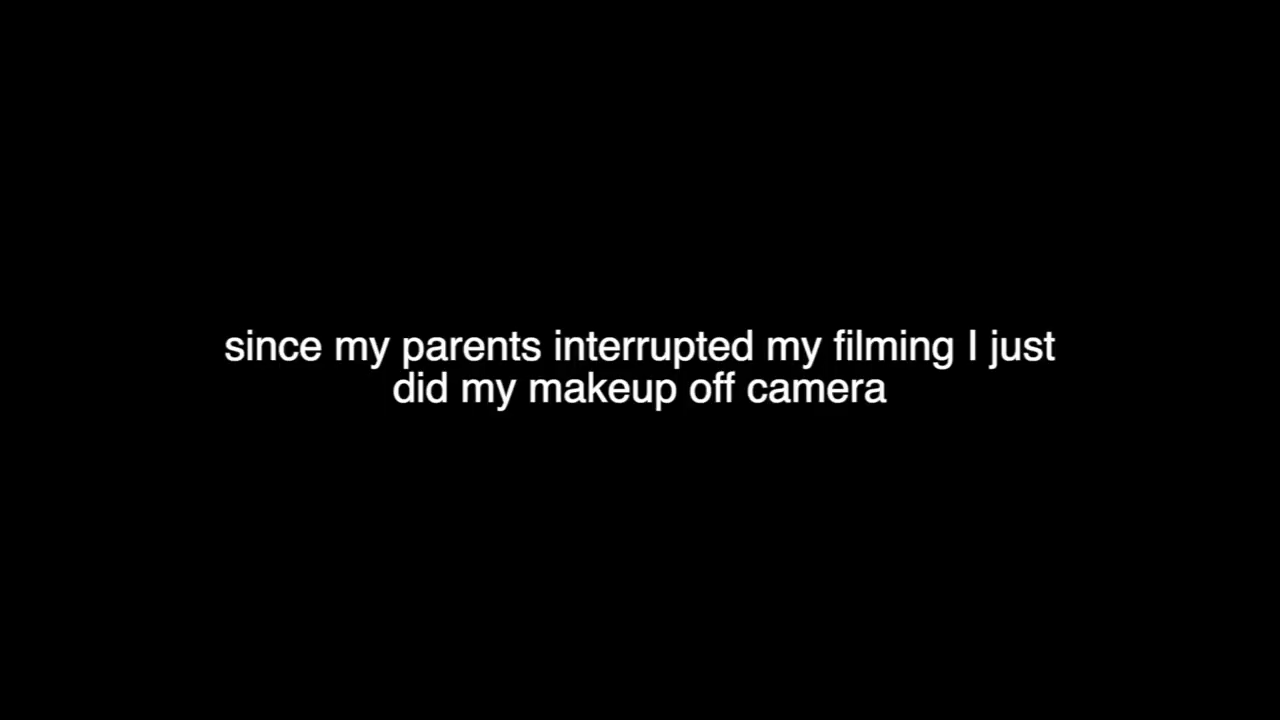 since my parents interrupted my filming I just
did my makeup off camera